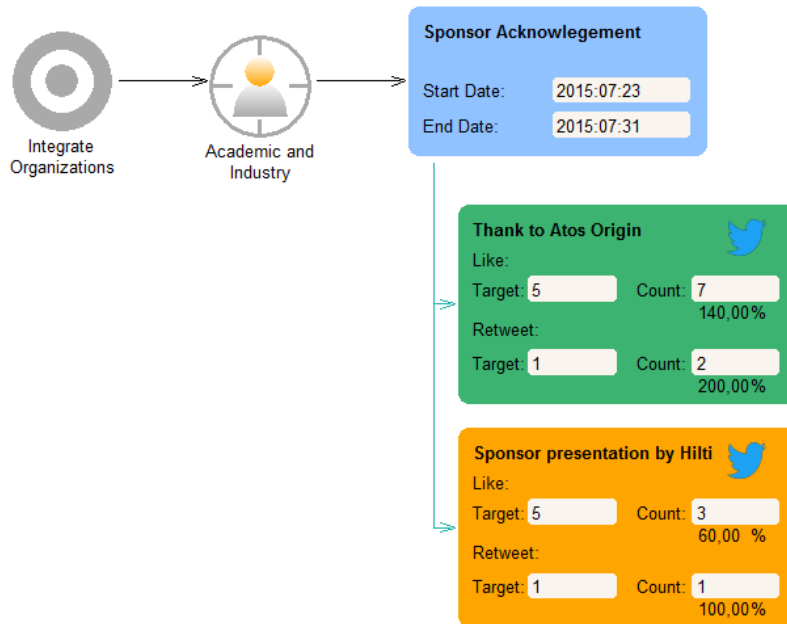 Integrate
Organizations
Academic and
Industry
Sponsor Acknowlegement
Start Date: 2015:07:23
End Date: 2015:07:31
Thank to Atos Origin
Like:
Target: 5 Count: 7
140,00%
Retweet:
Target: 1 Count: 2
200,00%
Sponsor presentation by Hilti
Like:
Target: 5 Count: 3
60,00 %
Retweet:
Target: 1 Count: 1
100,00%